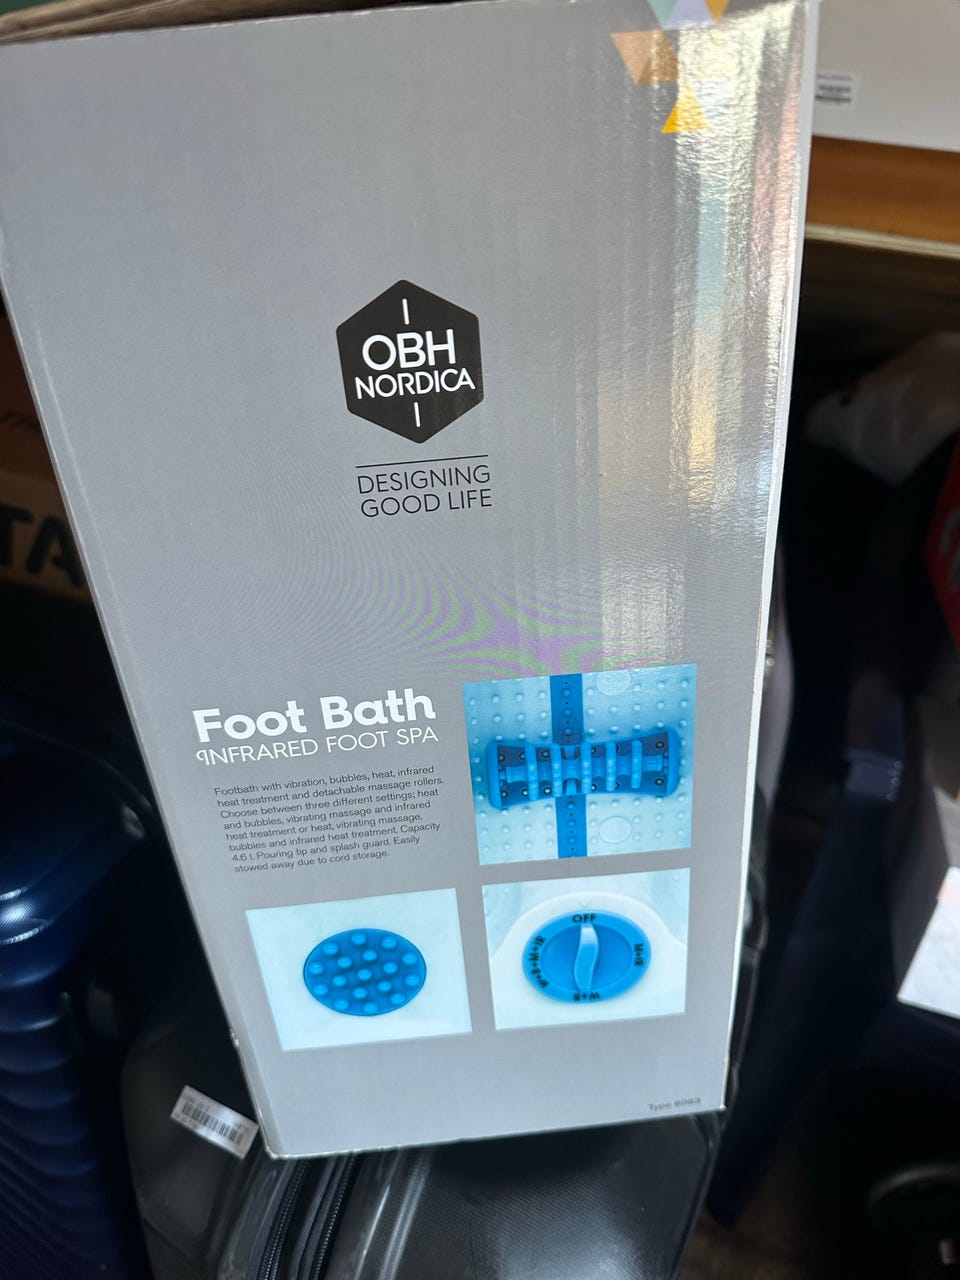 OBH
NORDICA
DESIGNING
GOOD LIFE
Foot Bath
INFRARED FOOT SPA
Footbath with vibration, bubbles, heat, infrared
heat treatment and detachable massage rollers.
Choose between three different settings; heat
and bubbles, vibrating massage and infrared
heat treatment or heat, vibrating massage,
bubbles and infrared heat treatment. Capacity
4,6 l. Pouring tip and splash guard. Easily
stowed away due to cord storage.
OFF
M+IR
W+B+M+IR
B+W
Type
TA